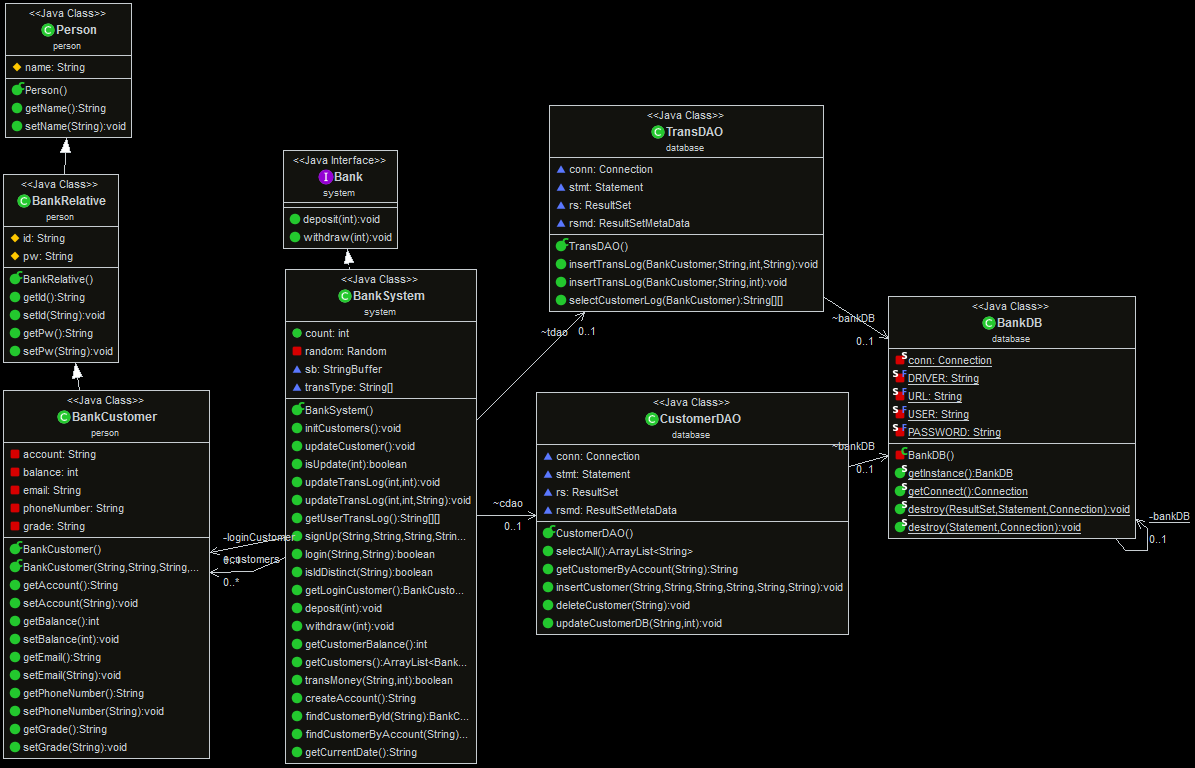 <<Java Class>>
Person
person
name: String
Person()
getName():String
setName(String):void
<<Java Class>>
BankRelative
person
id: String
pw: String
BankRelative()
getId():String
setId(String):void
getPw():String
setPw(String):void
<<Java Class>>
BankCustomer
person
account: String
balance: int
email: String
phoneNumber: String
grade: String
BankCustomer()
BankCustomer(String,String,String,...
getAccount():String
setAccount(String):void
getBalance():int
setBalance(int):void
getEmail():String
setEmail(String):void
getPhoneNumber():String
setPhoneNumber(String):void
getGrade():String
setGrade(String):void
<<Java Interface>>
Bank
system
deposit(int):void
withdraw(int):void
<<Java Class>>
BankSystem
system
count: int
random: Random
sb: StringBuffer
transType: String[]
BankSystem()
initCustomers():void
updateCustomer():void
isUpdate(int):boolean
updateTransLog(int,int):void
updateTransLog(int,int,String):void
getUserTransLog():String[][]
signUp(String,String,String,Strin...
login(String,String):boolean
isIdDistinct(String):boolean
getLoginCustomer():BankCusto...
deposit(int):void
withdraw(int):void
getCustomerBalance():int
getCustomers():ArrayList<Bank...
transMoney(String,int):boolean
createAccount():String
findCustomerById(String):BankC...
findCustomerByAccount(String)...
getCurrentDate():String
-loginCustomer
0..1
customers
0..*
~tdao
0..1
~cdao
0..1
<<Java Class>>
TransDAO
database
conn: Connection
stmt: Statement
rs: ResultSet
rsmd: ResultSetMetaData
TransDAO()
insertTransLog(BankCustomer,String,int,String):void
insertTransLog(BankCustomer,String,int):void
selectCustomerLog(BankCustomer):String[][]
<<Java Class>>
CustomerDAO
database
conn: Connection
stmt: Statement
rs: ResultSet
rsmd: ResultSetMetaData
CustomerDAO()
selectAll():ArrayList<String>
getCustomerByAccount(String):String
insertCustomer(String,String,String,String,String,String):void
deleteCustomer(String):void
updateCustomerDB(String,int):void
~bankDB
0..1
~bankDB
0..1
<<Java Class>>
BankDB
database
conn: Connection
DRIVER: String
URL: String
USER: String
PASSWORD: String
BankDB()
getInstance():BankDB
getConnect():Connection
destroy(ResultSet,Statement,Connection):void
destroy(Statement,Connection):void
-bankDB
0..1